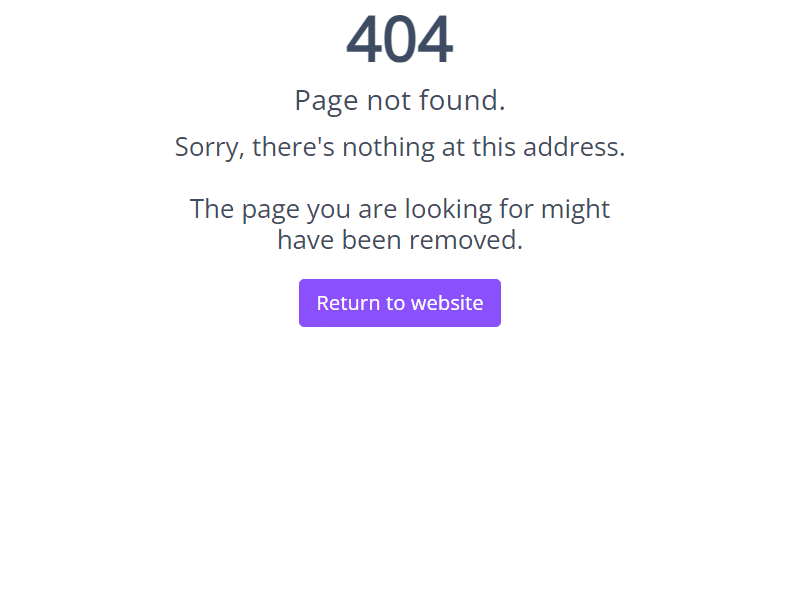 404
Page not found.
Sorry, there's nothing at this address.
The page you are looking for might
have been removed.
Return to website